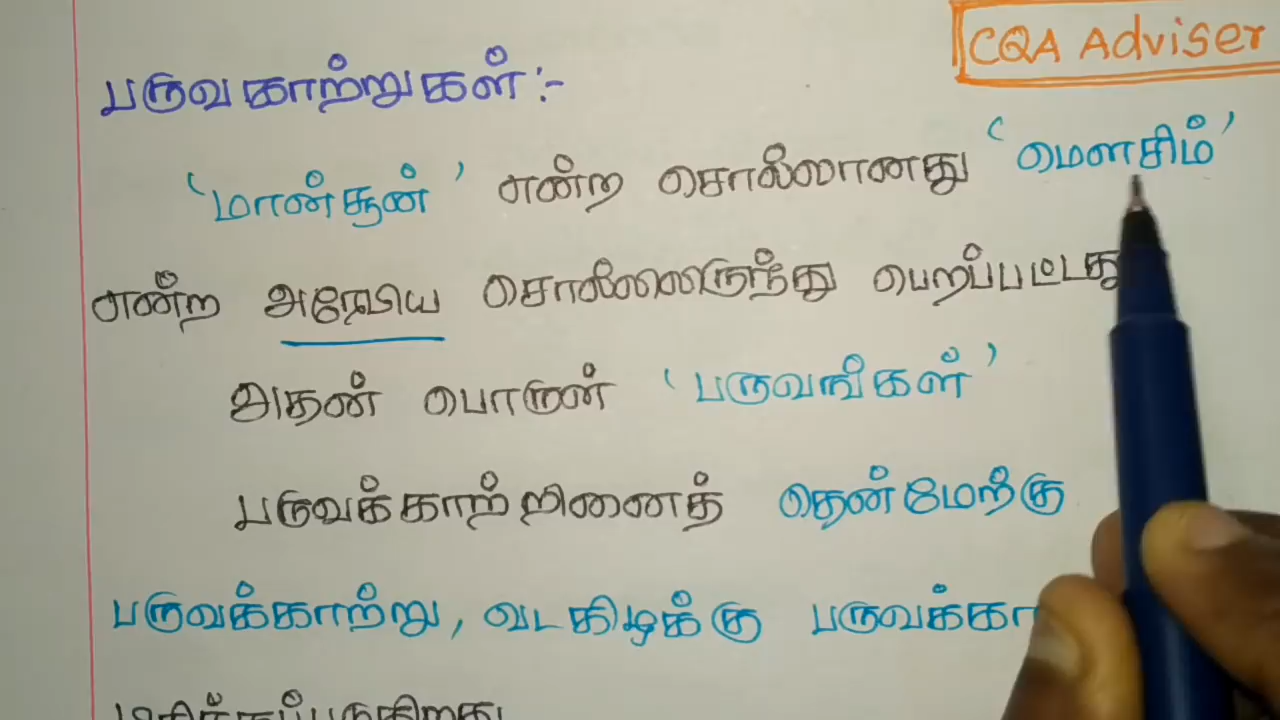 CQA Adviser
பருவகாற்றுகள் :-
'மான்சூன்' என்ற சொல்லானது 'மௌசிம்'
என்ற அரேபிய சொல்லிலிருந்து பெறப்பட்டது
அதன் பொருள் 'பருவங்கள்'
பருவக்காற்றினைத் தென்மேற்கு
பருவக்காற்று, வடகிழக்கு பருவக்கா